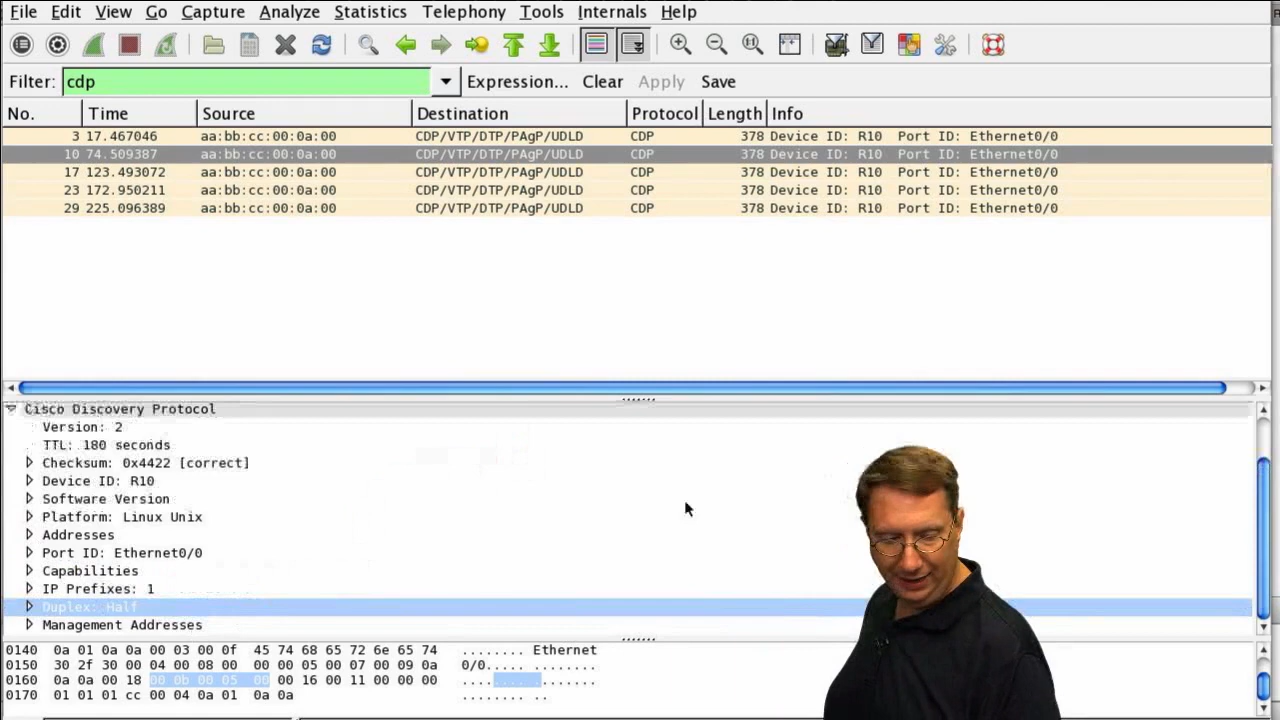 File Edit View Go Capture Analyze Statistics Telephony Tools Internals Help
Filter: cdp Expression... Clear Apply Save
No. Time Source Destination Protocol Length Info
3 17.467046 aa:bb:cc:00:0a:00 CDP/VTP/DTP/PAgP/UDLD CDP 378 Device ID: R10 Port ID: Ethernet0/0
10 74.509387 aa:bb:cc:00:0a:00 CDP/VTP/DTP/PAgP/UDLD CDP 378 Device ID: R10 Port ID: Ethernet0/0
17 123.493072 aa:bb:cc:00:0a:00 CDP/VTP/DTP/PAgP/UDLD CDP 378 Device ID: R10 Port ID: Ethernet0/0
23 172.950211 aa:bb:cc:00:0a:00 CDP/VTP/DTP/PAgP/UDLD CDP 378 Device ID: R10 Port ID: Ethernet0/0
29 225.096389 aa:bb:cc:00:0a:00 CDP/VTP/DTP/PAgP/UDLD CDP 378 Device ID: R10 Port ID: Ethernet0/0
Cisco Discovery Protocol
Version: 2
TTL: 180 seconds
Checksum: 0x4422 [correct]
Device ID: R10
Software Version
Platform: Linux Unix
Addresses
Port ID: Ethernet0/0
Capabilities
IP Prefixes: 1
Duplex: Half
Management Addresses
0140 0a 01 0a 0a 00 03 00 0f 45 74 68 65 72 6e 65 74 ........ Ethernet
0150 30 2f 30 00 04 00 08 00 00 00 05 00 07 00 09 0a 0/0..... ........
0160 0a 0a 00 18 00 0b 00 05 00 00 16 00 11 00 00 00 ........ ........
0170 01 01 01 cc 00 04 0a 01 0a 0a ........ ..